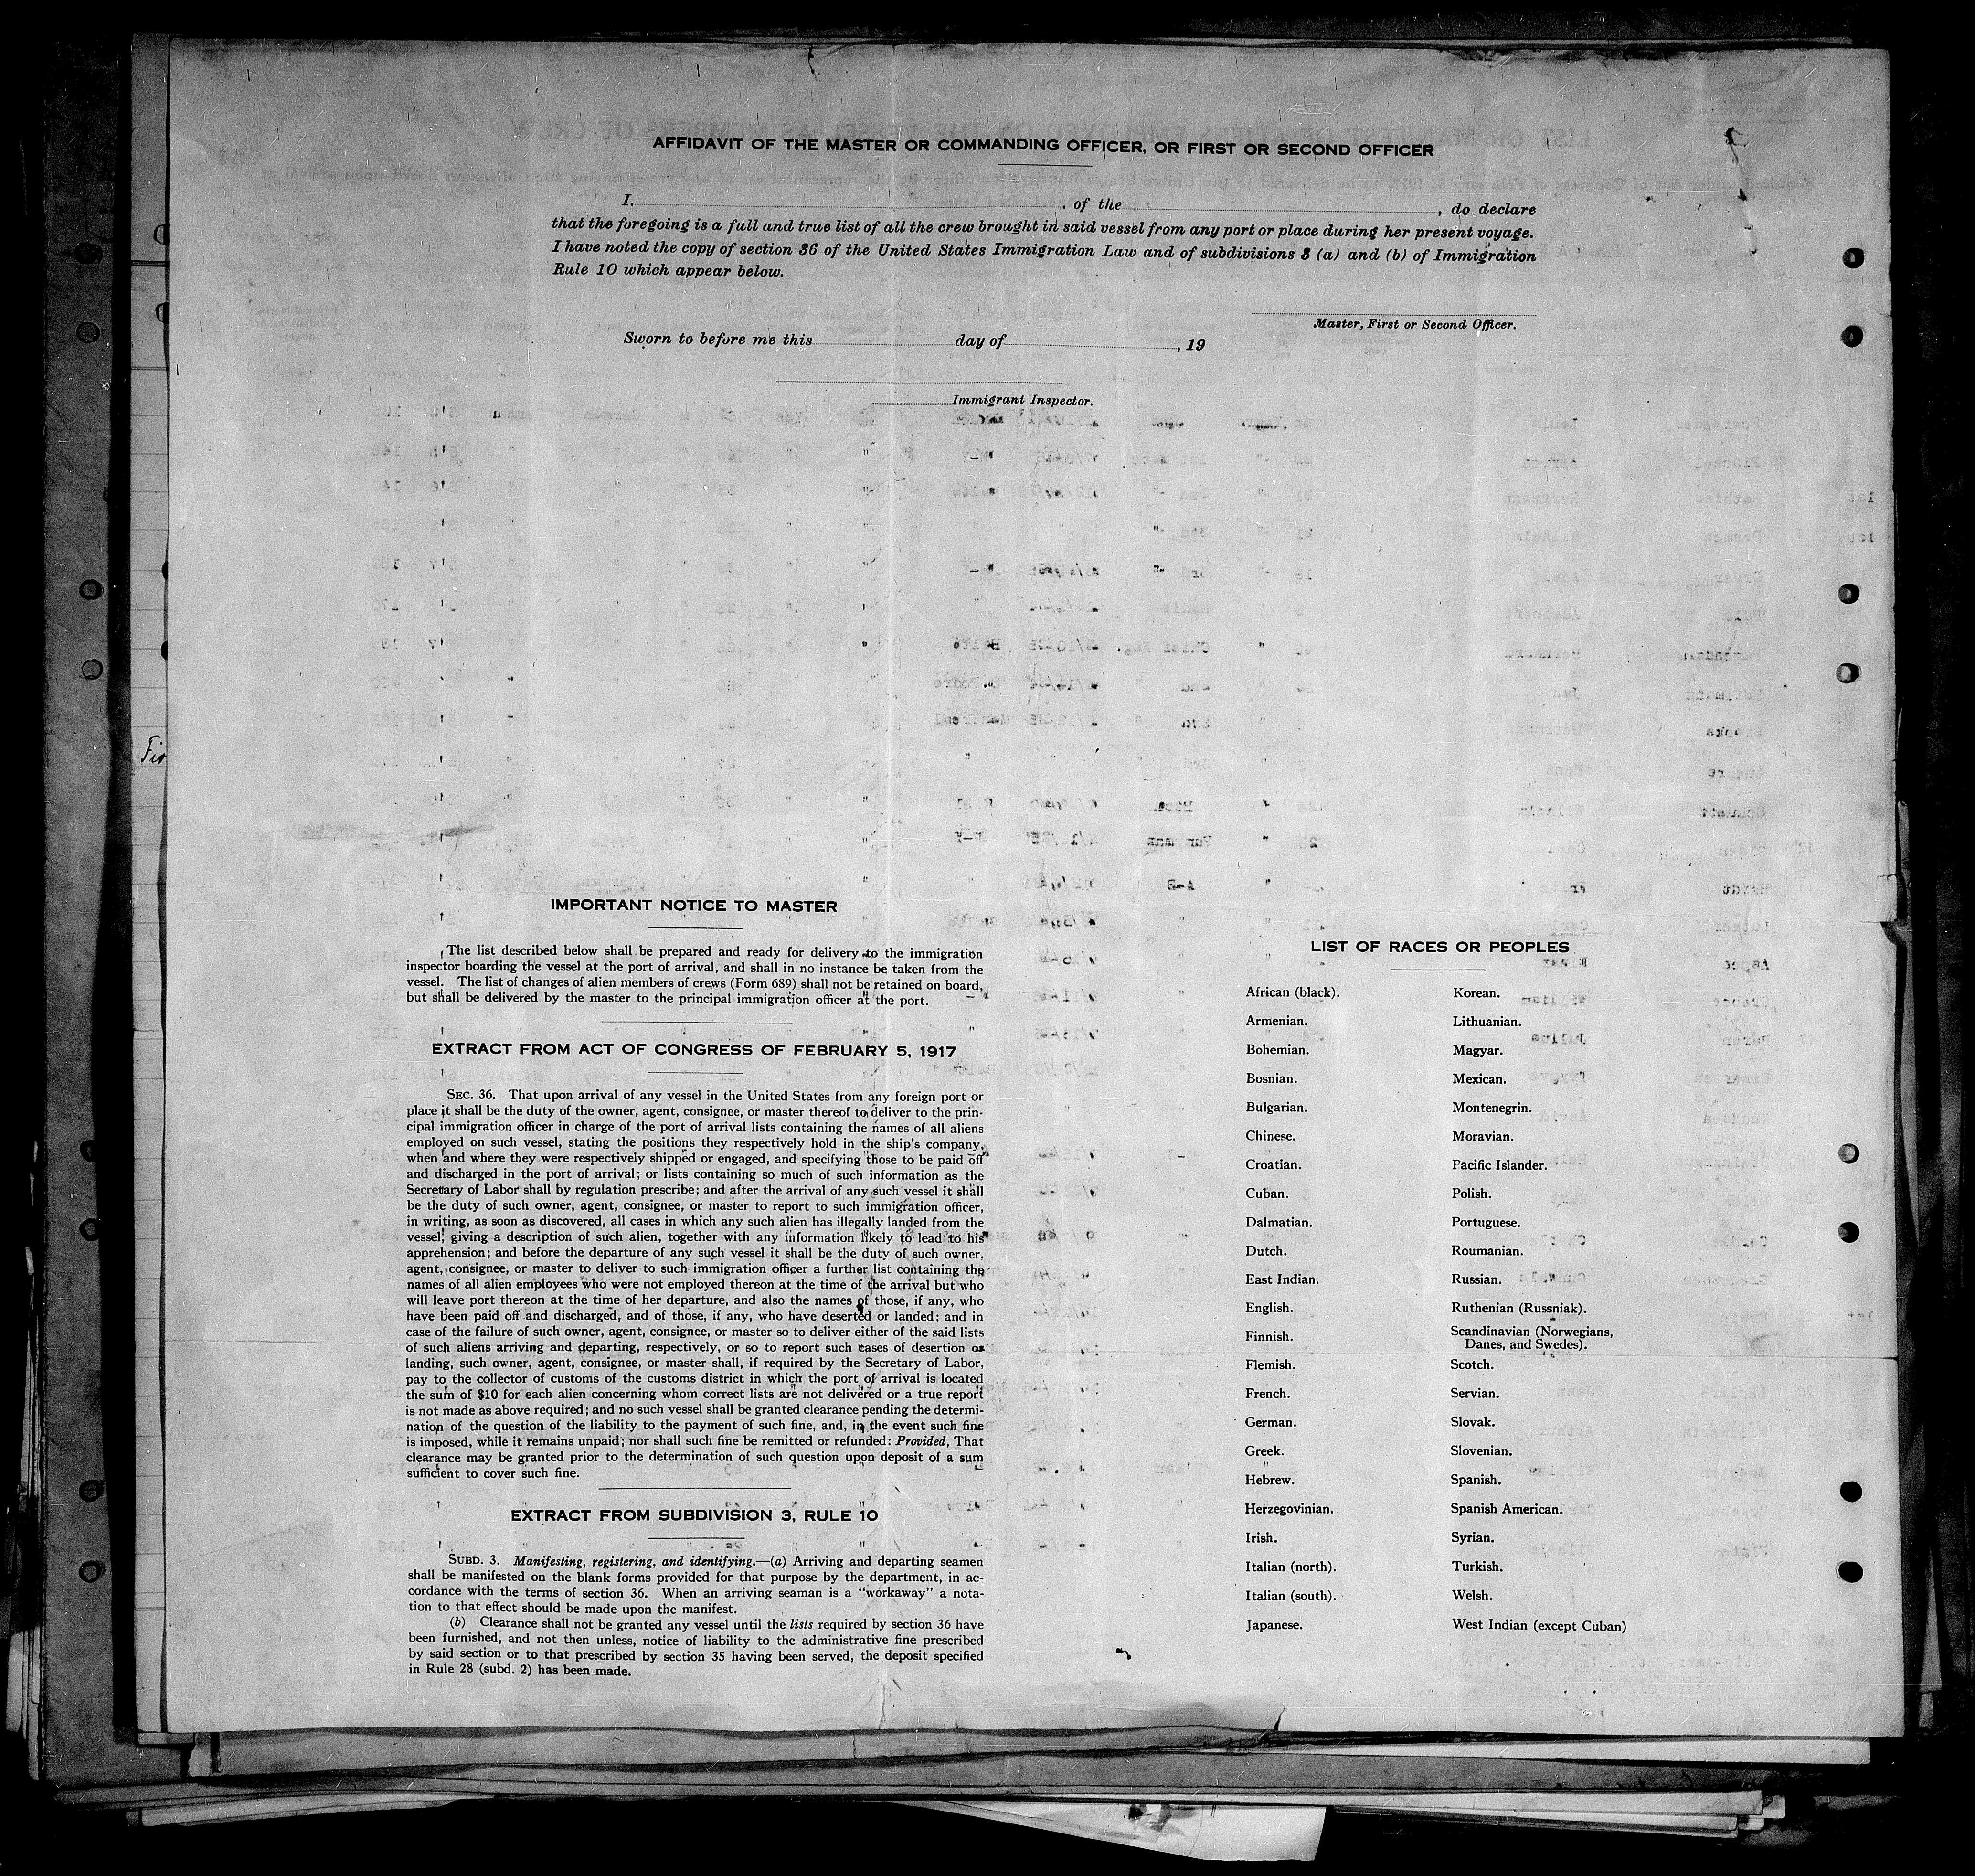 AFFIDAVIT OF THE MASTER OR COMMANDING OFFICER, OR FIRST OR SECOND OFFICER
I, , of the , do declare
that the foregoing is a full and true list of all the crew brought in said vessel from any port or place during her present voyage.
I have noted the copy of section 36 of the United States Immigration Law and of subdivisions 3 (a) and (b) of Immigration
Rule 10 which appear below.
Master, First or Second Officer.
Sworn to before me this day of , 19
Immigrant Inspector.
IMPORTANT NOTICE TO MASTER
The list described below shall be prepared and ready for delivery to the immigration
inspector boarding the vessel at the port of arrival, and shall in no instance be taken from the
vessel. The list of changes of alien members of crews (Form 689) shall not be retained on board,
but shall be delivered by the master to the principal immigration officer at the port.
EXTRACT FROM ACT OF CONGRESS OF FEBRUARY 5, 1917
SEC. 36. That upon arrival of any vessel in the United States from any foreign port or
place it shall be the duty of the owner, agent, consignee, or master thereof to deliver to the prin-
cipal immigration officer in charge of the port of arrival lists containing the names of all aliens
employed on such vessel, stating the positions they respectively hold in the ship's company,
when and where they were respectively shipped or engaged, and specifying those to be paid off
and discharged in the port of arrival; or lists containing so much of such information as the
Secretary of Labor shall by regulation prescribe; and after the arrival of any such vessel it shall
be the duty of such owner, agent, consignee, or master to report to such immigration officer,
in writing, as soon as discovered, all cases in which any such alien has illegally landed from the
vessel, giving a description of such alien, together with any information likely to lead to his
apprehension; and before the departure of any such vessel it shall be the duty of such owner,
agent, consignee, or master to deliver to such immigration officer a further list containing the
names of all alien employees who were not employed thereon at the time of the arrival but who
will leave port thereon at the time of her departure, and also the names of those, if any, who
have been paid off and discharged, and of those, if any, who have deserted or landed; and in
case of the failure of such owner, agent, consignee, or master so to deliver either of the said lists
of such aliens arriving and departing, respectively, or so to report such cases of desertion or
landing, such owner, agent, consignee, or master shall, if required by the Secretary of Labor,
pay to the collector of customs of the customs district in which the port of arrival is located
the sum of $10 for each alien concerning whom correct lists are not delivered or a true report
is not made as above required; and no such vessel shall be granted clearance pending the determi-
nation of the question of the liability to the payment of such fine, and, in the event such fine
is imposed, while it remains unpaid; nor shall such fine be remitted or refunded: Provided, That
clearance may be granted prior to the determination of such question upon deposit of a sum
sufficient to cover such fine.
EXTRACT FROM SUBDIVISION 3, RULE 10
SUBD. 3. Manifesting, registering, and identifying.—(a) Arriving and departing seamen
shall be manifested on the blank forms provided for that purpose by the department, in ac-
cordance with the terms of section 36. When an arriving seaman is a "workaway" a nota-
tion to that effect should be made upon the manifest.
(b) Clearance shall not be granted any vessel until the lists required by section 36 have
been furnished, and not then unless, notice of liability to the administrative fine prescribed
by said section or to that prescribed by section 35 having been served, the deposit specified
in Rule 28 (subd. 2) has been made.
LIST OF RACES OR PEOPLES
African (black).
Armenian.
Bohemian.
Bosnian.
Bulgarian.
Chinese.
Croatian.
Cuban.
Dalmatian.
Dutch.
East Indian.
English.
Finnish.
Flemish.
French.
German.
Greek.
Hebrew.
Herzegovinian.
Irish.
Italian (north).
Italian (south).
Japanese.
Korean.
Lithuanian.
Magyar.
Mexican.
Montenegrin.
Moravian.
Pacific Islander.
Polish.
Portuguese.
Roumanian.
Russian.
Ruthenian (Russniak).
Scandinavian (Norwegians,
Danes, and Swedes).
Scotch.
Servian.
Slovak.
Slovenian.
Spanish.
Spanish American.
Syrian.
Turkish.
Welsh.
West Indian (except Cuban)